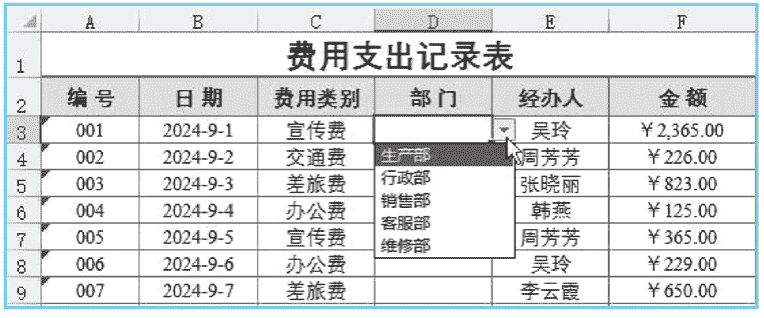 A B C D E F
1 费用支出记录表
2 编号 日期 费用类别 部门 经办人 金额
3 001 2024-9-1 宣传费 吴玲 ￥2,365.00
4 002 2024-9-2 交通费 生产部 周芳芳 ￥226.00
5 003 2024-9-3 差旅费 行政部 张晓丽 ￥823.00
6 004 2024-9-4 办公费 销售部 韩燕 ￥125.00
7 005 2024-9-5 宣传费 客服部 周芳芳 ￥365.00
8 006 2024-9-6 办公费 维修部 吴玲 ￥229.00
9 007 2024-9-7 差旅费 李云霞 ￥650.00